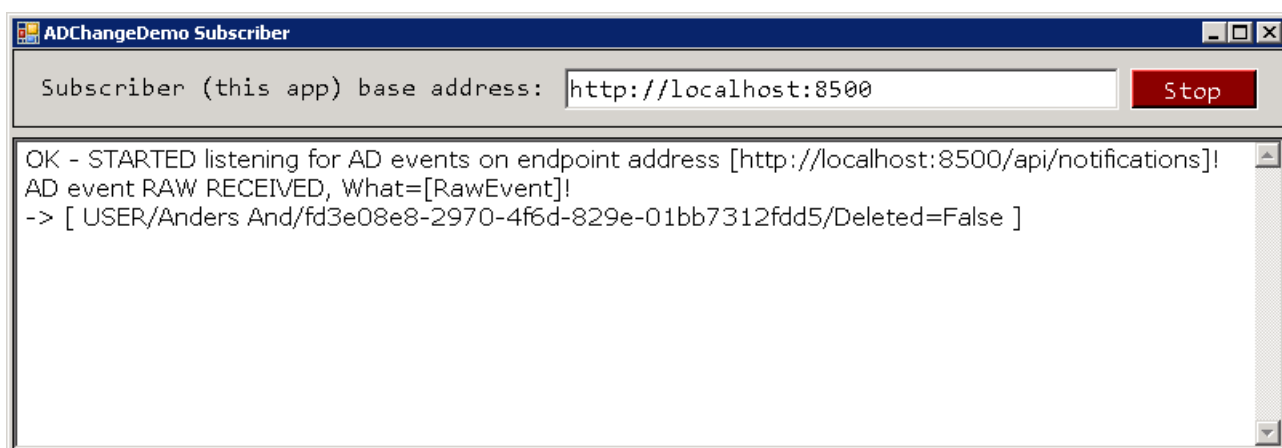 ADChangeDemo Subscriber
Subscriber (this app) base address: http://localhost:8500 Stop
OK - STARTED listening for AD events on endpoint address [http://localhost:8500/api/notifications]!
AD event RAW RECEIVED, What=[RawEvent]!
-> [ USER/Anders And/fd3e08e8-2970-4f6d-829e-01bb7312fdd5/Deleted=False ]